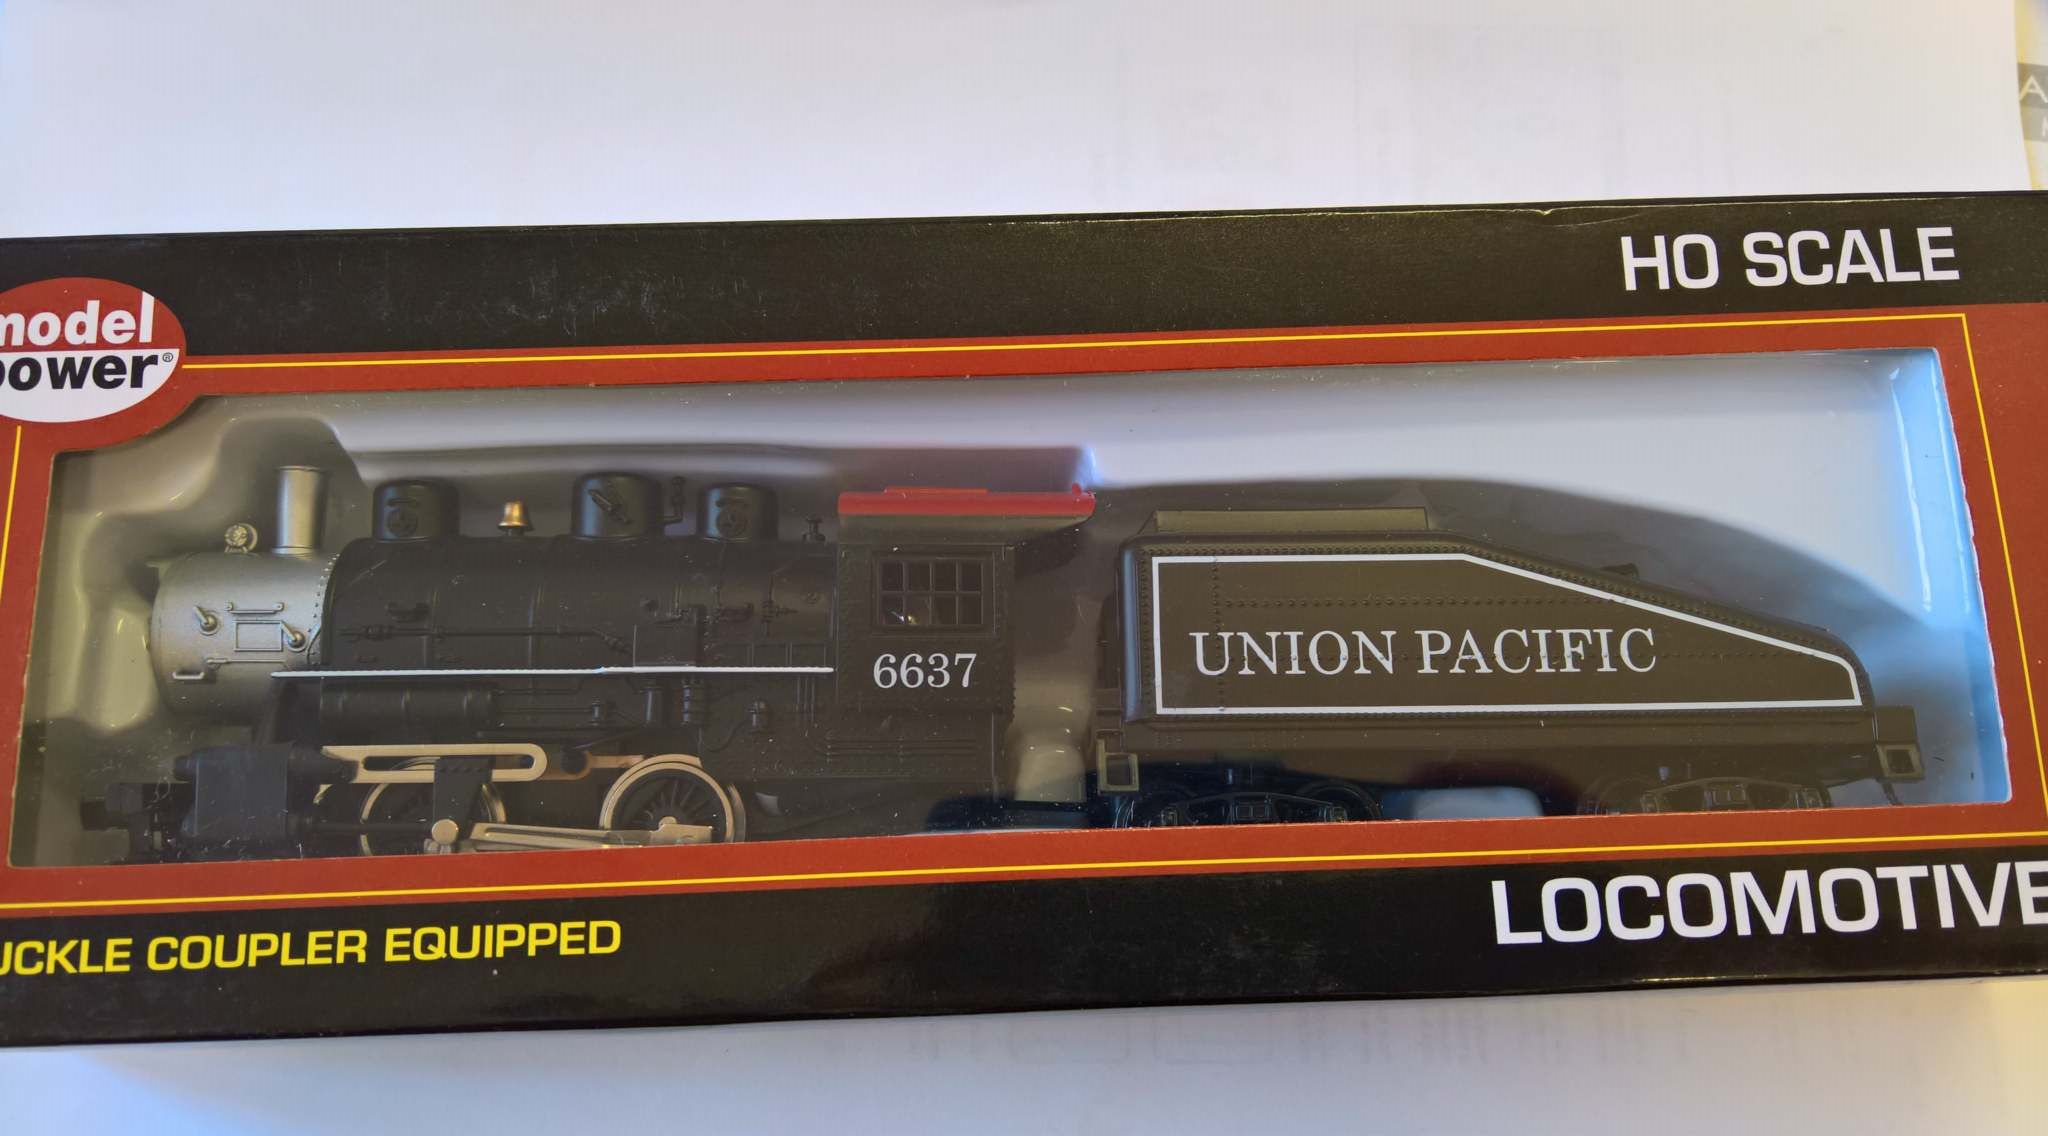 HO SCALE
model
power®
6637
UNION PACIFIC
UCKLE COUPLER EQUIPPED
LOCOMOTIVE